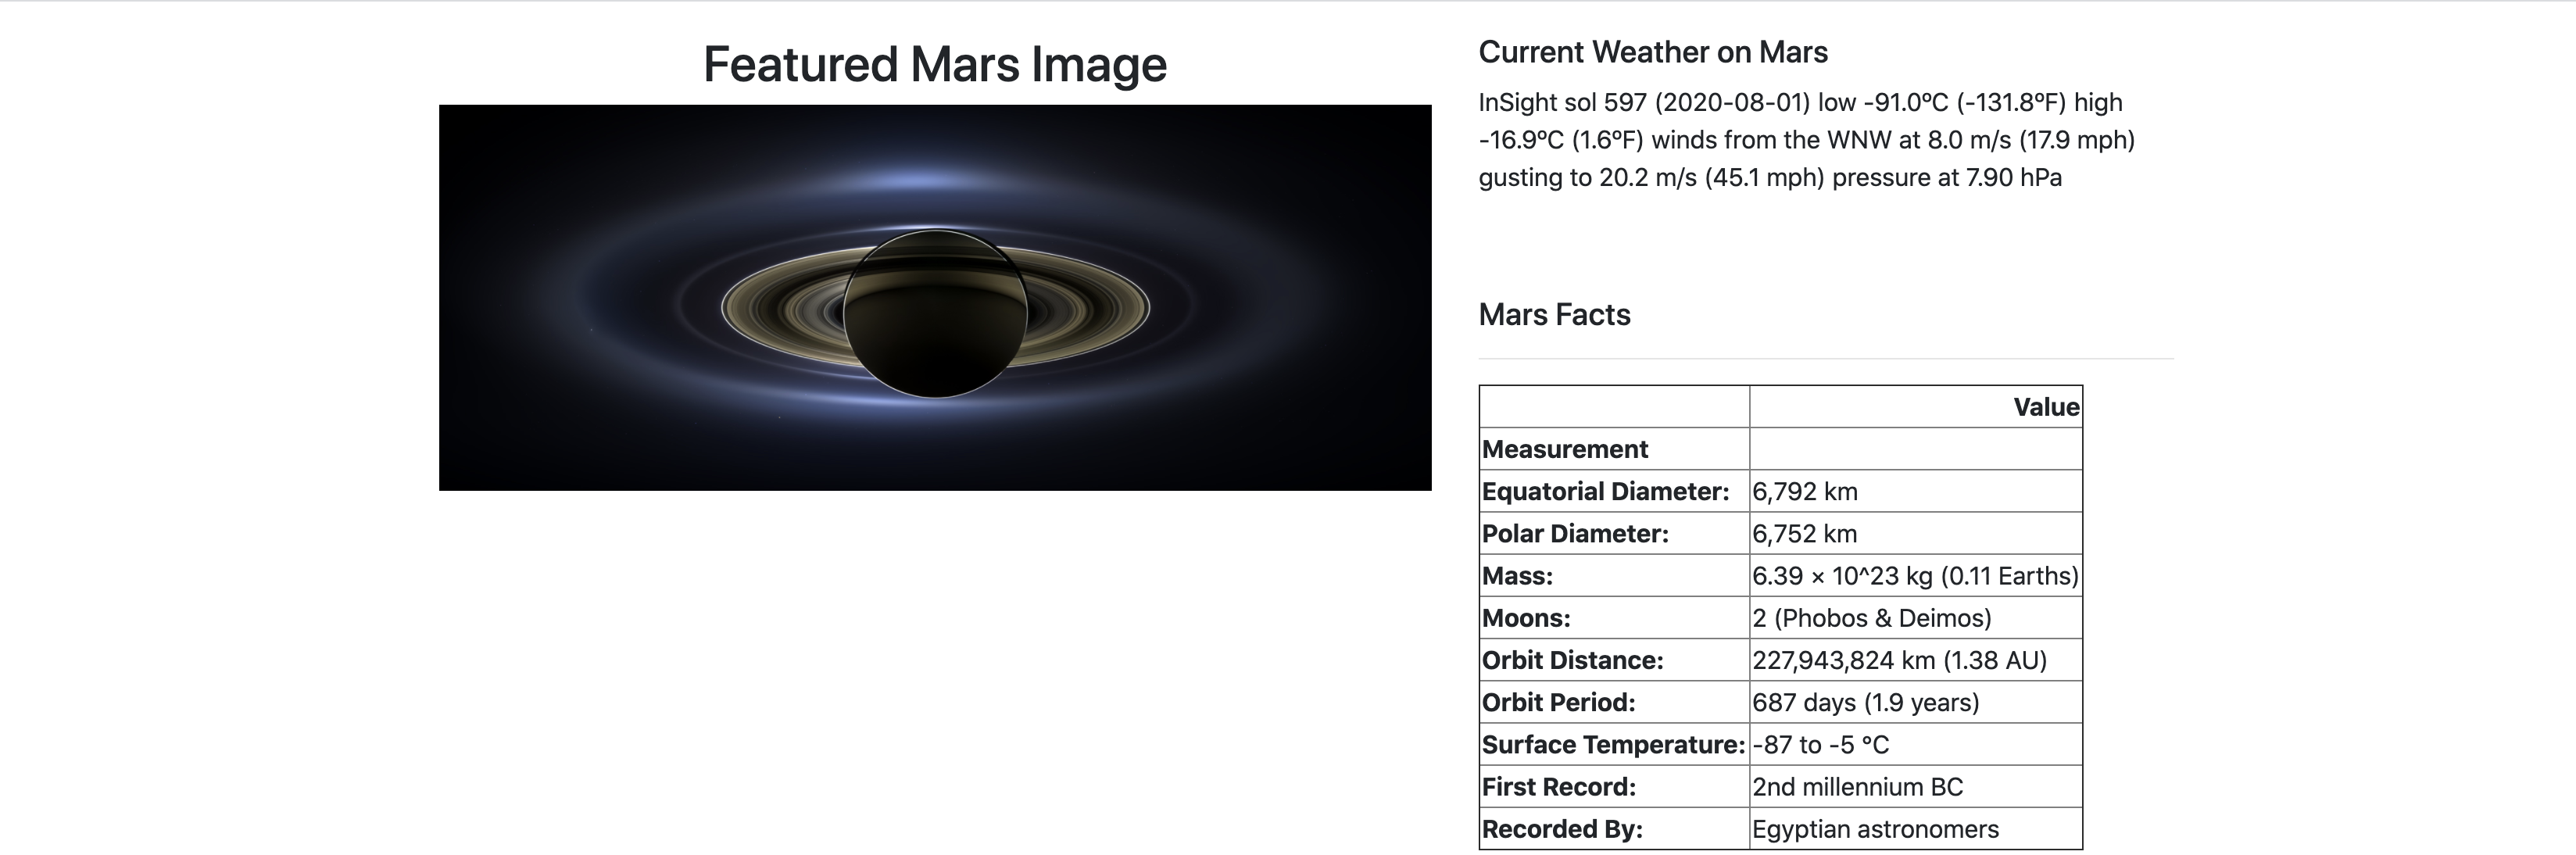 Featured Mars Image
Current Weather on Mars
InSight sol 597 (2020-08-01) low -91.0ºC (-131.8ºF) high
-16.9ºC (1.6ºF) winds from the WNW at 8.0 m/s (17.9 mph)
gusting to 20.2 m/s (45.1 mph) pressure at 7.90 hPa
Mars Facts
Value
Measurement
Equatorial Diameter: 6,792 km
Polar Diameter: 6,752 km
Mass: 6.39 × 10^23 kg (0.11 Earths)
Moons: 2 (Phobos & Deimos)
Orbit Distance: 227,943,824 km (1.38 AU)
Orbit Period: 687 days (1.9 years)
Surface Temperature: -87 to -5 °C
First Record: 2nd millennium BC
Recorded By: Egyptian astronomers